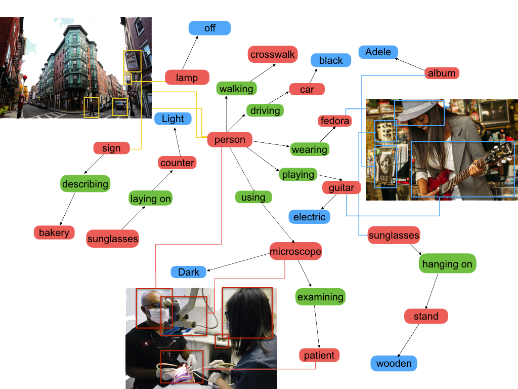 off
crosswalk
black
Adele
lamp
walking
car
album
driving
Light
fedora
sign
person
counter
wearing
describing
playing
guitar
laying on
using
electric
bakery
sunglasses
sunglasses
microscope
hanging on
Dark
examining
stand
patient
wooden